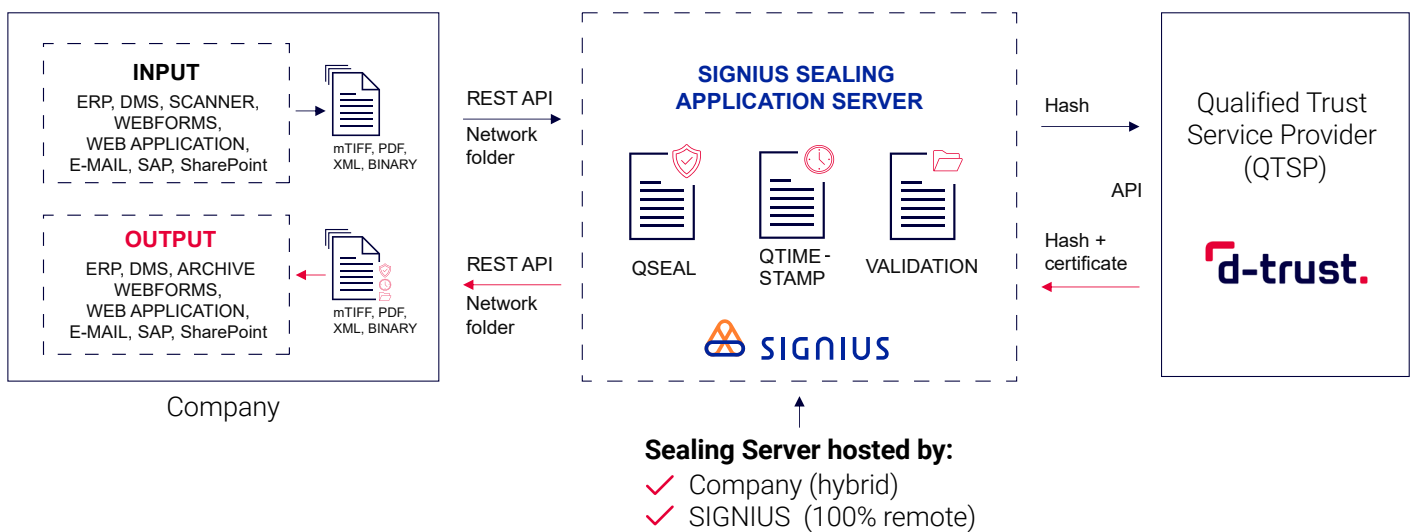 INPUT
ERP, DMS, SCANNER,
WEBFORMS,
WEB APPLICATION,
E-MAIL, SAP, SharePoint
mTIFF, PDF,
XML, BINARY
OUTPUT
ERP, DMS, ARCHIVE
WEBFORMS,
WEB APPLICATION,
E-MAIL, SAP, SharePoint
mTIFF, PDF,
XML, BINARY
Company
REST API
Network
folder
REST API
Network
folder
SIGNIUS SEALING
APPLICATION SERVER
QSEAL
QTIME-
STAMP
VALIDATION
SIGNIUS
Sealing Server hosted by:
Company (hybrid)
SIGNIUS (100% remote)
Hash
API
Hash +
certificate
Qualified Trust
Service Provider
(QTSP)
d-trust.